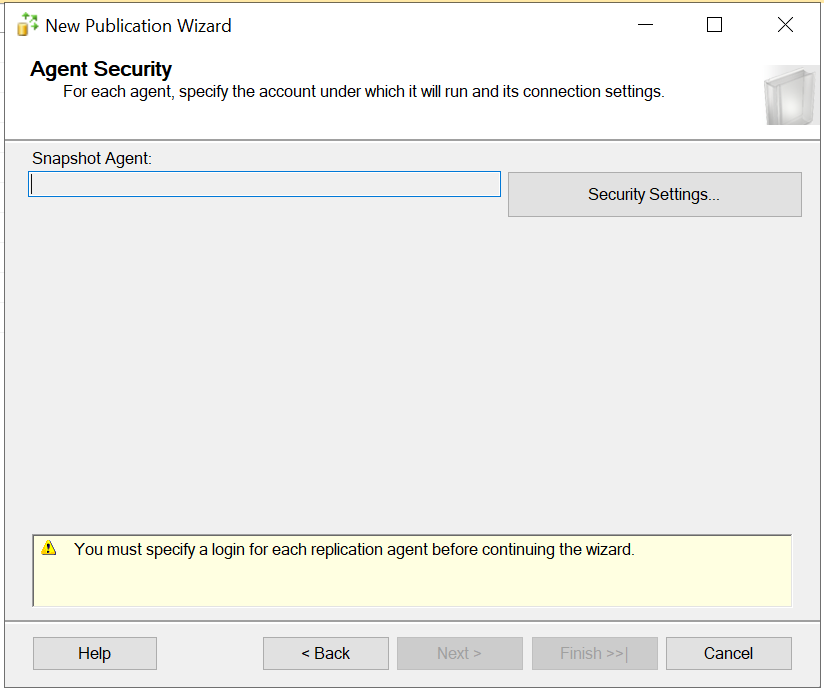 New Publication Wizard
Agent Security
For each agent, specify the account under which it will run and its connection settings.
Snapshot Agent:
Security Settings...
You must specify a login for each replication agent before continuing the wizard.
Help
< Back
Next >
Finish >>|
Cancel